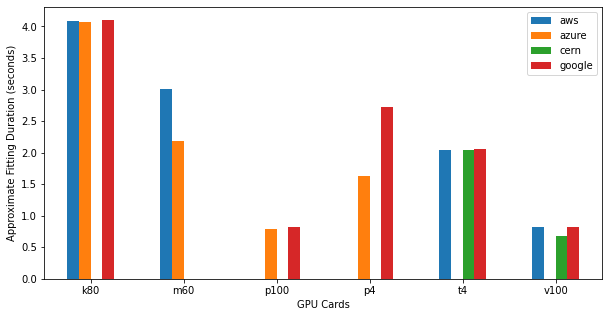 Approximate Fitting Duration (seconds)
4.0
3.5
3.0
2.5
2.0
1.5
1.0
0.5
0.0
aws
azure
cern
google
k80 m60 p100 p4 t4 v100
GPU Cards